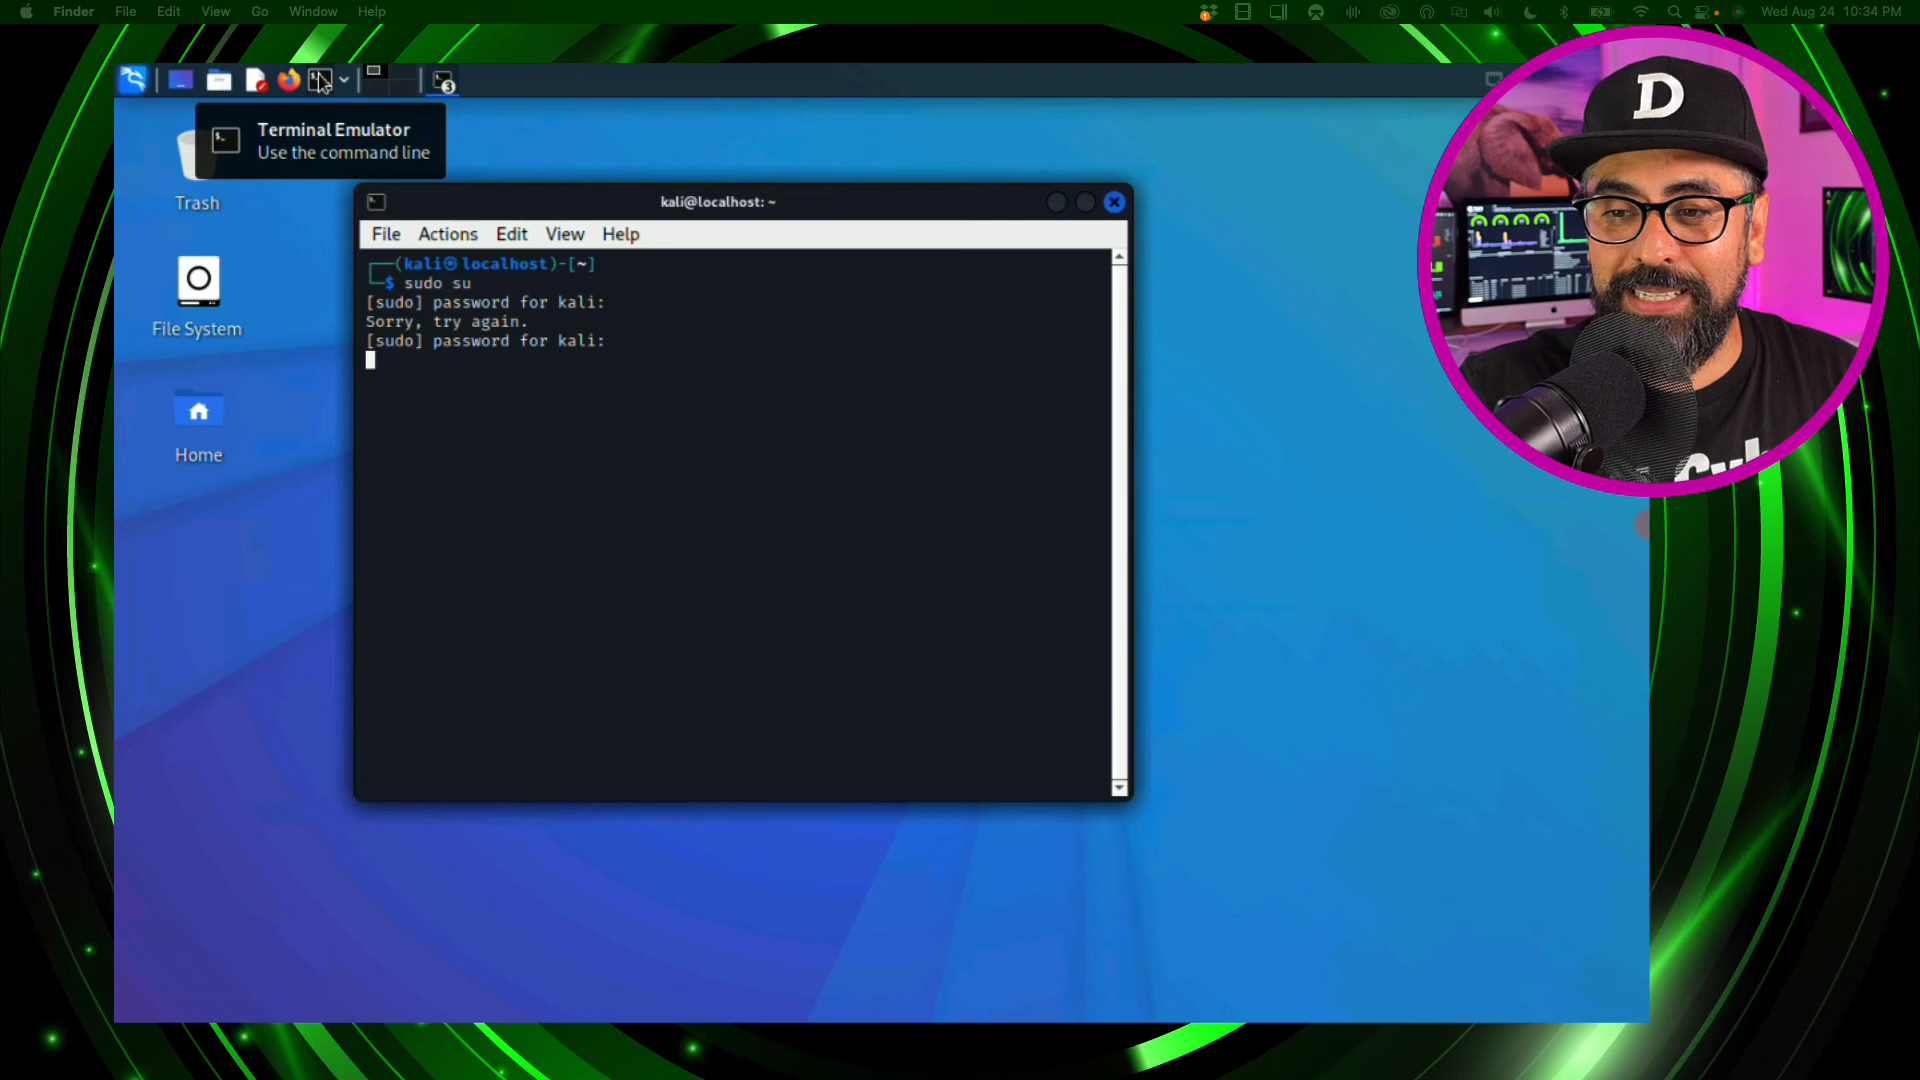 Finder File Edit View Go Window Help
Wed Aug 24 10:34 PM
1
3
Terminal Emulator
Use the command line
Trash
File System
Home
kali@localhost: ~
File Actions Edit View Help
┌──(kali㉿localhost)-[~]
└─$ sudo su
[sudo] password for kali:
Sorry, try again.
[sudo] password for kali:
D